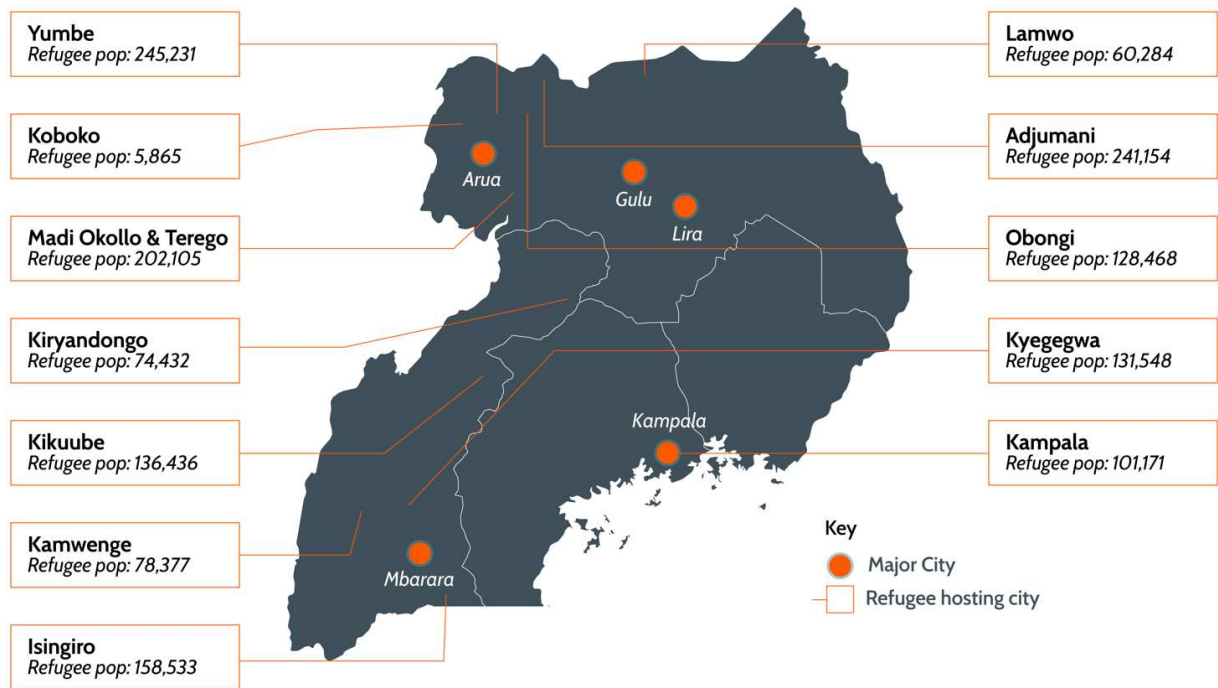 Yumbe
Refugee pop: 245,231
Koboko
Refugee pop: 5,865
Madi Okollo & Terego
Refugee pop: 202,105
Kiryandongo
Refugee pop: 74,432
Kikuube
Refugee pop: 136,436
Kamwenge
Refugee pop: 78,377
Isingiro
Refugee pop: 158,533
Arua
Gulu
Lira
Kampala
Mbarara
Lamwo
Refugee pop: 60,284
Adjumani
Refugee pop: 241,154
Obongi
Refugee pop: 128,468
Kyegegwa
Refugee pop: 131,548
Kampala
Refugee pop: 101,171
Key
Major City
Refugee hosting city